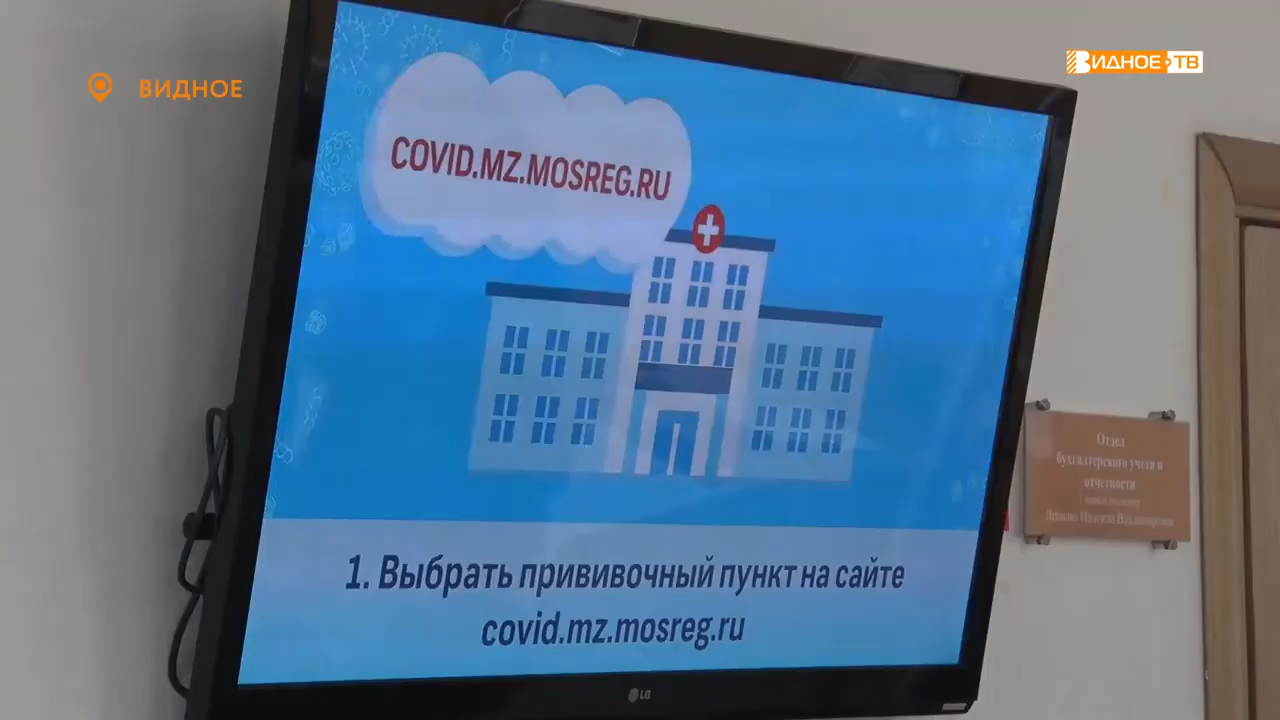 ВИДНОЕ
ВИДНОЕ ТВ
COVID.MZ.MOSREG.RU
1. Выбрать прививочный пункт на сайте
covid.mz.mosreg.ru
LG
Отдел
бухгалтерского учета и
отчетности